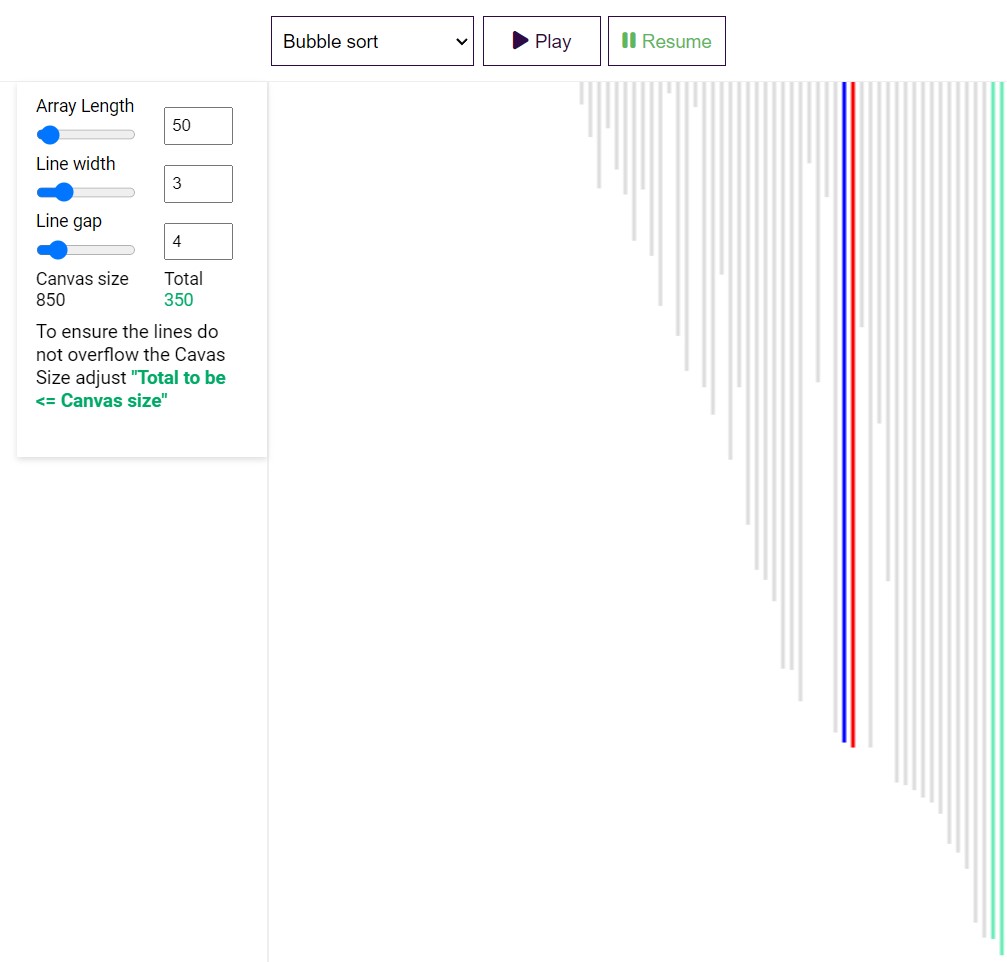 Bubble sort
Play
Resume
Array Length
50
Line width
3
Line gap
4
Canvas size
850
Total
350
To ensure the lines do
not overflow the Cavas
Size adjust "Total to be
<= Canvas size"